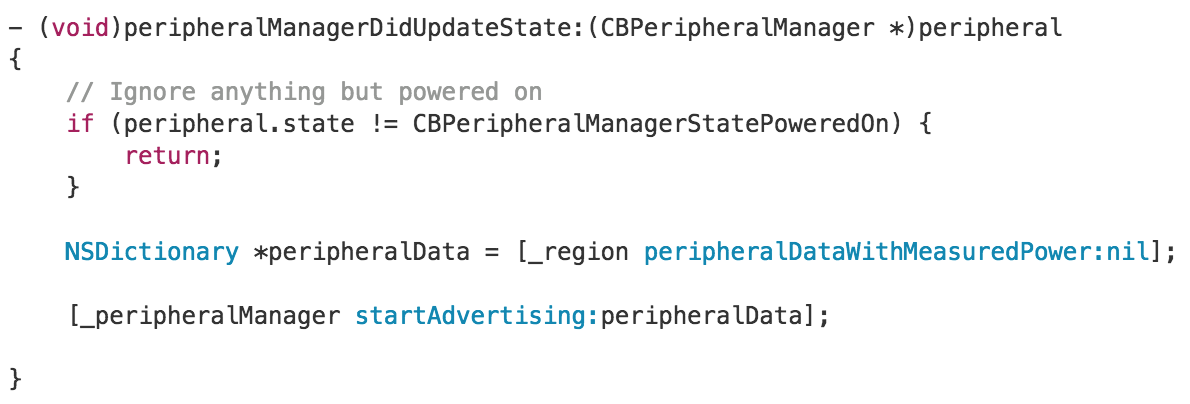 - (void)peripheralManagerDidUpdateState:(CBPeripheralManager *)peripheral
{
    // Ignore anything but powered on
    if (peripheral.state != CBPeripheralManagerStatePoweredOn) {
        return;
    }

    NSDictionary *peripheralData = [_region peripheralDataWithMeasuredPower:nil];

    [_peripheralManager startAdvertising:peripheralData];

}